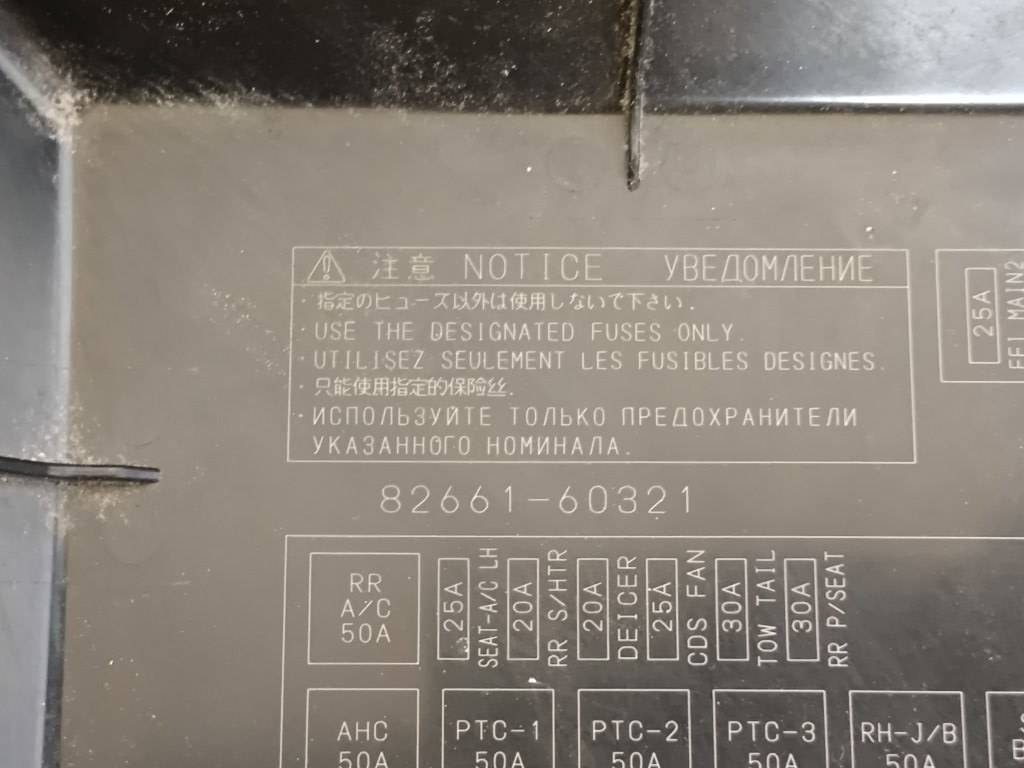 注意 NOTICE УВЕДОМЛЕНИЕ
・指定のヒューズ以外は使用しないで下さい.
・USE THE DESIGNATED FUSES ONLY.
・UTILISEZ SEULEMENT LES FUSIBLES DESIGNES.
・只能使用指定的保险丝.
・ИСПОЛЬЗУЙТЕ ТОЛЬКО ПРЕДОХРАНИТЕЛИ
УКАЗАННОГО НОМИНАЛА.
25A
EFI MAIN2
82661-60321
RR
A/C
50A
25A
SEAT-A/C LH
20A
RR S/HTR
20A
DEICER
25A
CDS FAN
30A
TOW TAIL
30A
RR P/SEAT
AHC
50A
PTC-1
50A
PTC-2
50A
PTC-3
50A
RH-J/B
50A